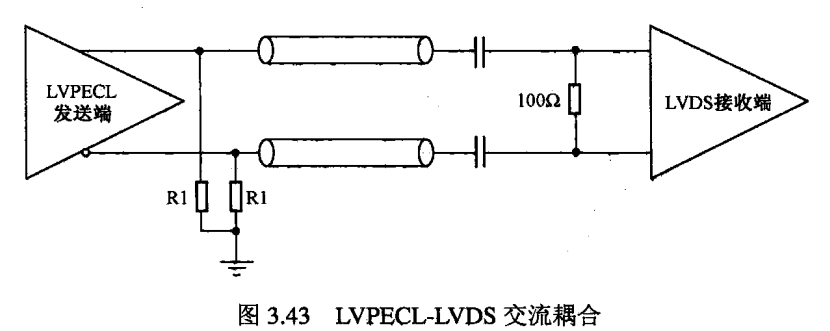 LVPECL
发送端
100Ω
LVDS接收端
R1
R1
图 3.43 LVPECL-LVDS 交流耦合